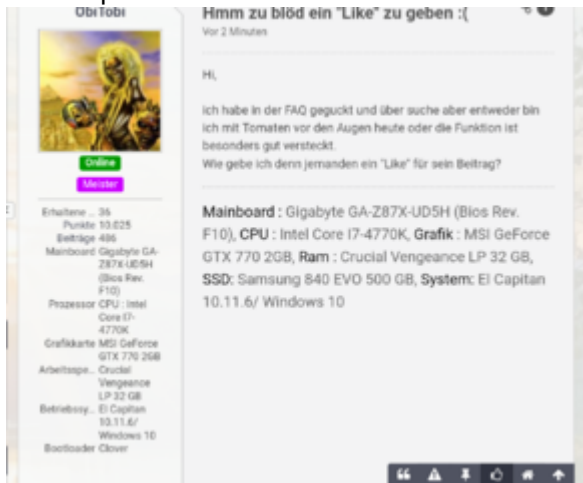 ObiTobi
Online
Meister
Erhaltene ... 36
Punkte 10.025
Beiträge 486
Mainboard Gigabyte GA-
Z87X-UD5H
(Bios Rev.
F10)
Prozessor CPU : Intel
Core I7-
4770K
Grafikkarte MSI GeForce
GTX 770 2GB
Arbeitsspe... Crucial
Vengeance
LP 32 GB
Betriebssy... El Capitan
10.11.6/
Windows 10
Bootloader Clover
Hmm zu blöd ein "Like" zu geben :(
Vor 2 Minuten
Hi,
ich habe in der FAQ geguckt und über suche aber entweder bin
ich mit Tomaten vor den Augen heute oder die Funktion ist
besonders gut versteckt.
Wie gebe ich denn jemanden ein "Like" für sein Beitrag?
Mainboard : Gigabyte GA-Z87X-UD5H (Bios Rev.
F10), CPU : Intel Core I7-4770K, Grafik : MSI GeForce
GTX 770 2GB, Ram : Crucial Vengeance LP 32 GB,
SSD: Samsung 840 EVO 500 GB, System: El Capitan
10.11.6/ Windows 10